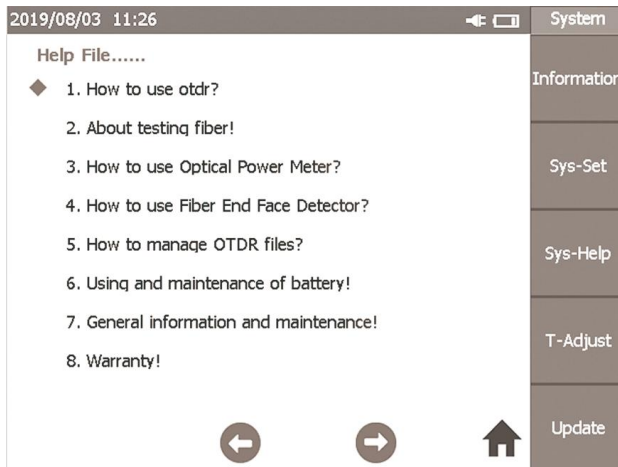 2019/08/03 11:26
System
Help File......
1. How to use otdr?
2. About testing fiber!
3. How to use Optical Power Meter?
4. How to use Fiber End Face Detector?
5. How to manage OTDR files?
6. Using and maintenance of battery!
7. General information and maintenance!
8. Warranty!
Information
Sys-Set
Sys-Help
T-Adjust
Update